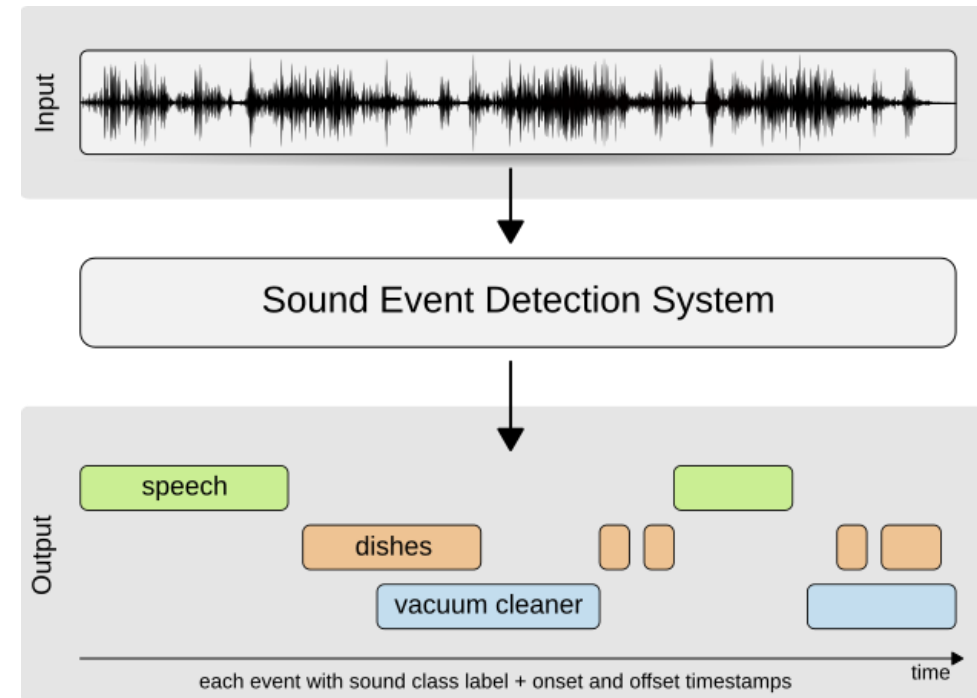 Input
Sound Event Detection System
Output
speech
dishes
vacuum cleaner
time
each event with sound class label + onset and offset timestamps